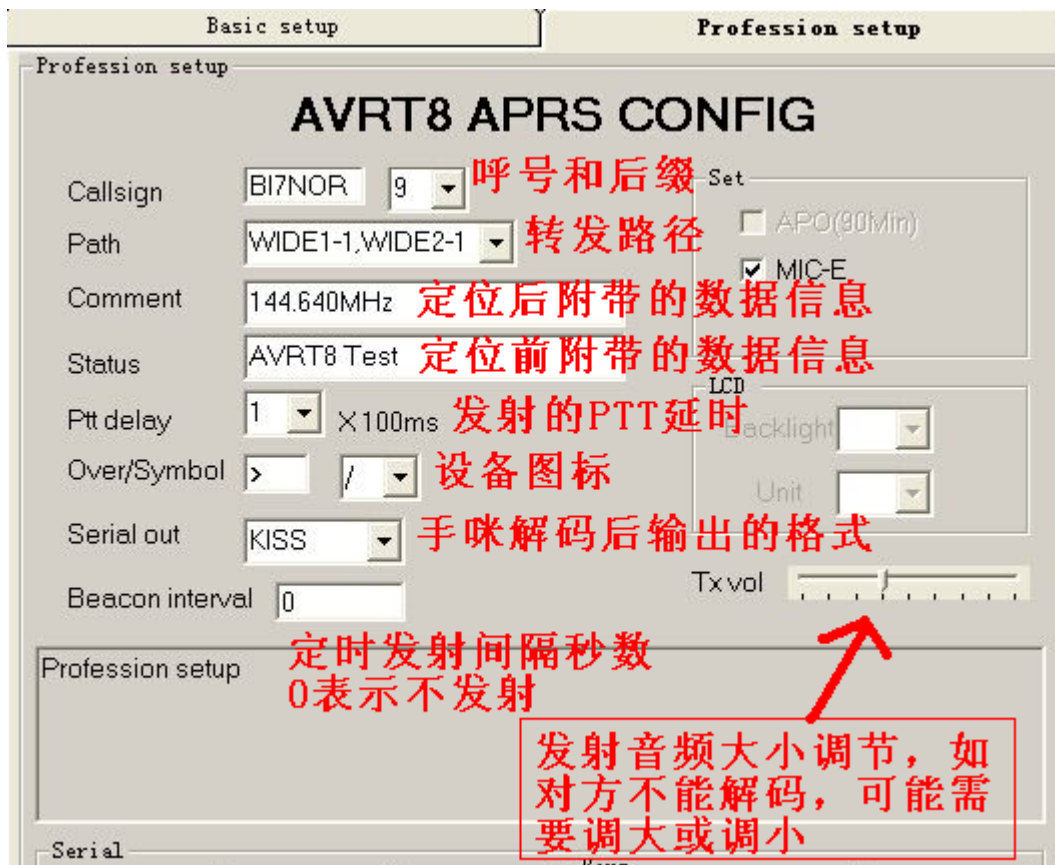 Basic setup
Profession setup
Profession setup
AVRT8 APRS CONFIG
Callsign BI7NOR 9 呼号和后缀
Path WIDE1-1,WIDE2-1 转发路径
Comment 144.640MHz 定位后附带的数据信息
Status AVRT8 Test 定位前附带的数据信息
Ptt delay 1 X100ms 发射的PTT延时
Over/Symbol > / 设备图标
Serial out KISS 手咪解码后输出的格式
Beacon interval 0
定时发射间隔秒数
0表示不发射
Set
APO(90Min)
MIC-E
LCD
Backlight
Unit
Tx vol
Profession setup
发射音频大小调节，如
对方不能解码，可能需
要调大或调小
Serial